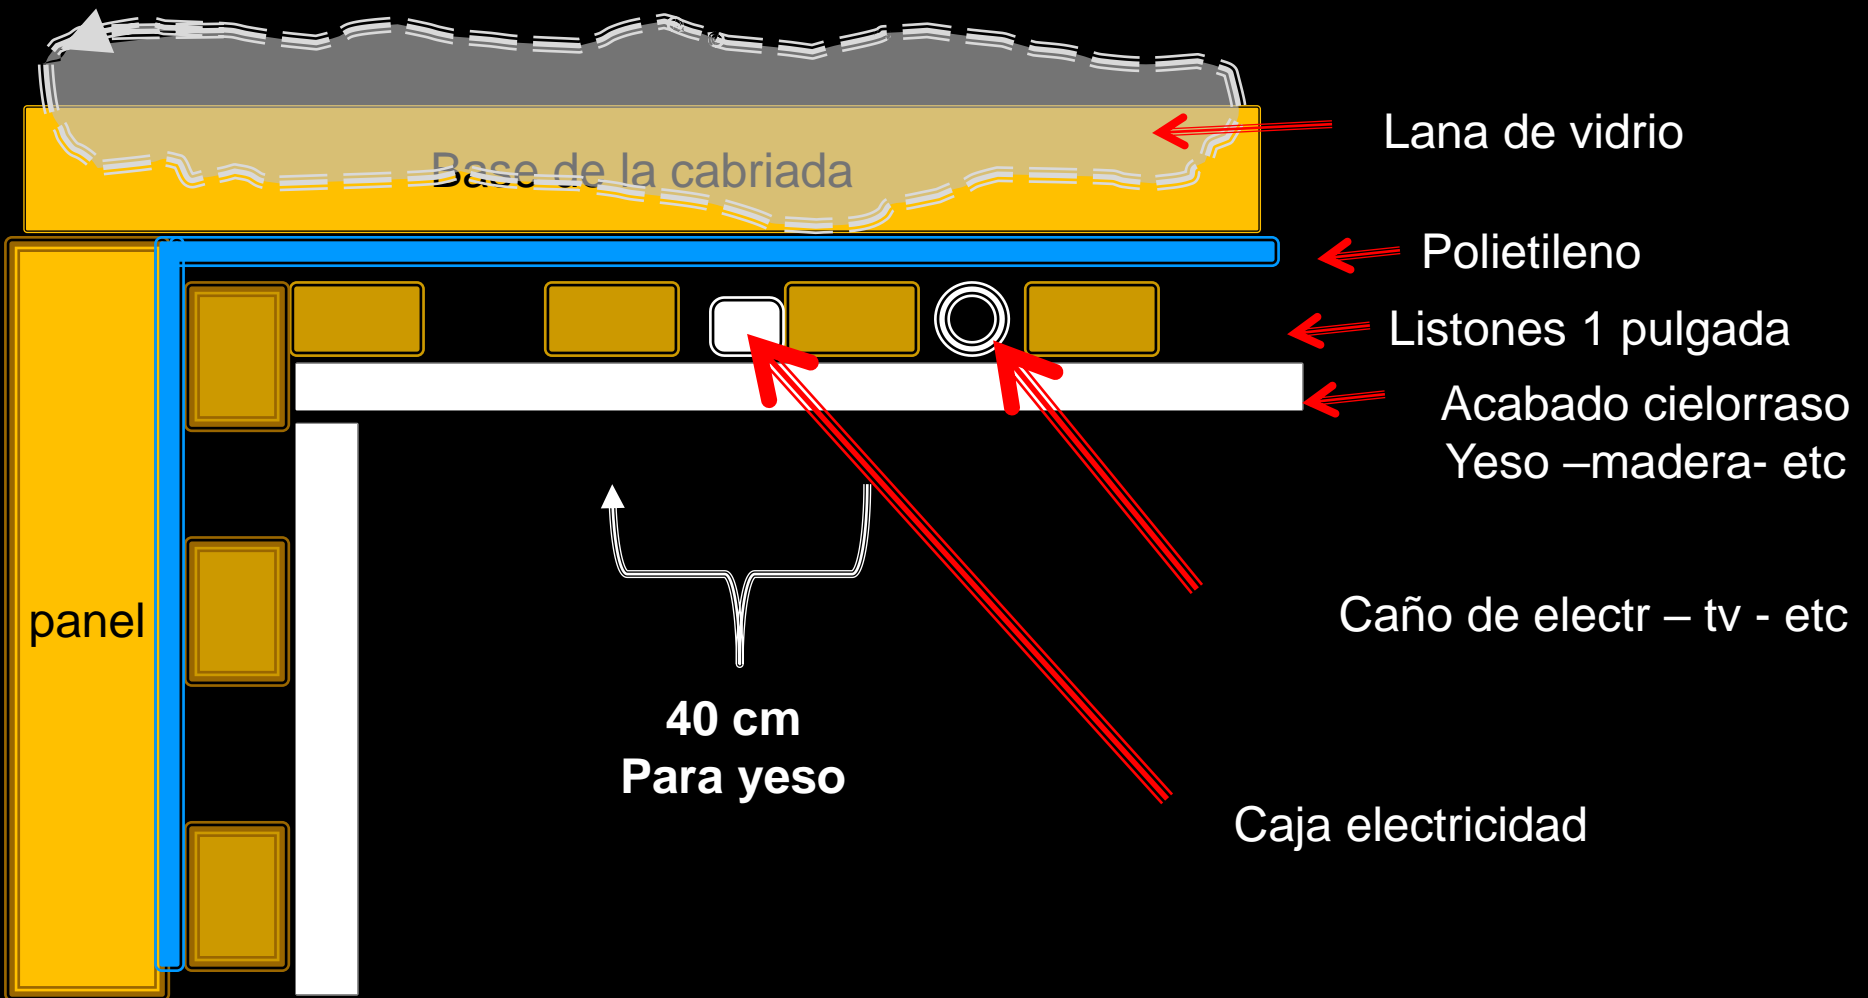 Lana de vidrio
Base de la cabriada
Polietileno
Listones 1 pulgada
Acabado cielorraso
Yeso –madera- etc
panel
Caño de electr – tv - etc
40 cm
Para yeso
Caja electricidad